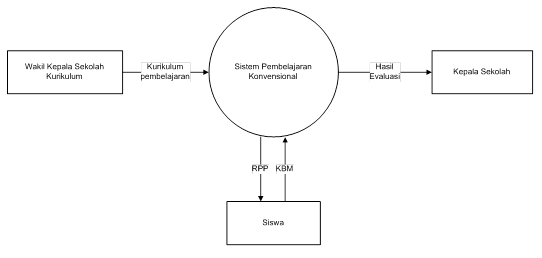 Wakil Kepala Sekolah
Kurikulum
Kurikulum
pembelajaran
Sistem Pembelajaran
Konvensional
Hasil
Evaluasi
Kepala Sekolah
RPP
KBM
Siswa